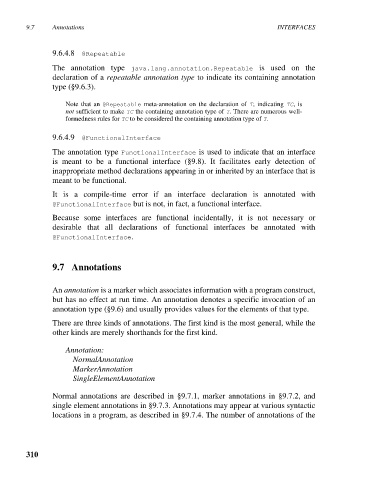 9.7 Annotations INTERFACES
9.6.4.8 @Repeatable
The annotation type java.lang.annotation.Repeatable is used on the
declaration of a repeatable annotation type to indicate its containing annotation
type (§9.6.3).
Note that an @Repeatable meta-annotation on the declaration of T, indicating TC, is
not sufficient to make TC the containing annotation type of T. There are numerous well-
formedness rules for TC to be considered the containing annotation type of T.
9.6.4.9 @FunctionalInterface
The annotation type FunctionalInterface is used to indicate that an interface
is meant to be a functional interface (§9.8). It facilitates early detection of
inappropriate method declarations appearing in or inherited by an interface that is
meant to be functional.
It is a compile-time error if an interface declaration is annotated with
@FunctionalInterface but is not, in fact, a functional interface.
Because some interfaces are functional incidentally, it is not necessary or
desirable that all declarations of functional interfaces be annotated with
@FunctionalInterface.
9.7 Annotations
An annotation is a marker which associates information with a program construct,
but has no effect at run time. An annotation denotes a specific invocation of an
annotation type (§9.6) and usually provides values for the elements of that type.
There are three kinds of annotations. The first kind is the most general, while the
other kinds are merely shorthands for the first kind.
Annotation:
NormalAnnotation
MarkerAnnotation
SingleElementAnnotation
Normal annotations are described in §9.7.1, marker annotations in §9.7.2, and
single element annotations in §9.7.3. Annotations may appear at various syntactic
locations in a program, as described in §9.7.4. The number of annotations of the
310